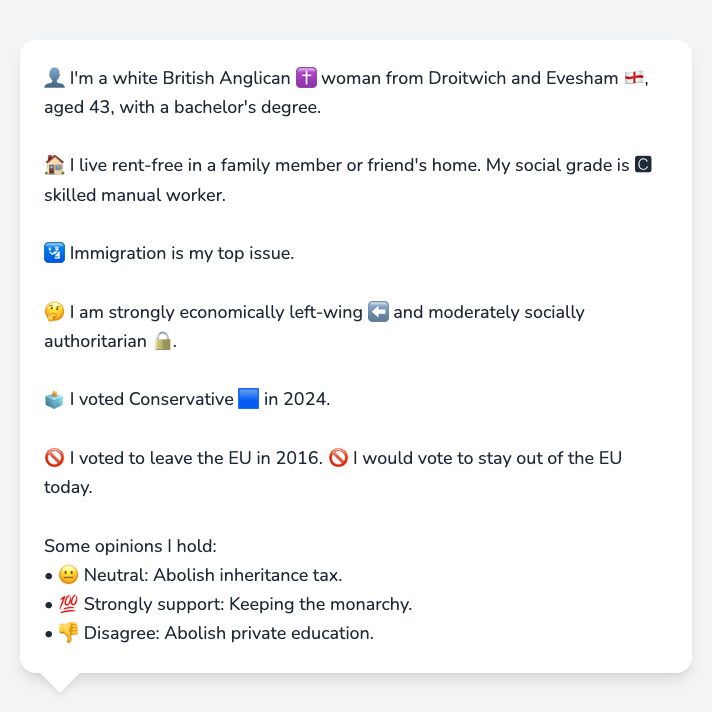 👤 I'm a white British Anglican ✝️ woman from Droitwich and Evesham 🏴󠁧󠁢󠁥󠁮󠁧󠁿,
aged 43, with a bachelor's degree.
🏠 I live rent-free in a family member or friend's home. My social grade is 🅲
skilled manual worker.
🛂 Immigration is my top issue.
🤔 I am strongly economically left-wing ⬅️ and moderately socially
authoritarian 🔒.
🗳️ I voted Conservative 🟦 in 2024.
🚫 I voted to leave the EU in 2016. 🚫 I would vote to stay out of the EU
today.
Some opinions I hold:
• 😐 Neutral: Abolish inheritance tax.
• 💯 Strongly support: Keeping the monarchy.
• 👎 Disagree: Abolish private education.